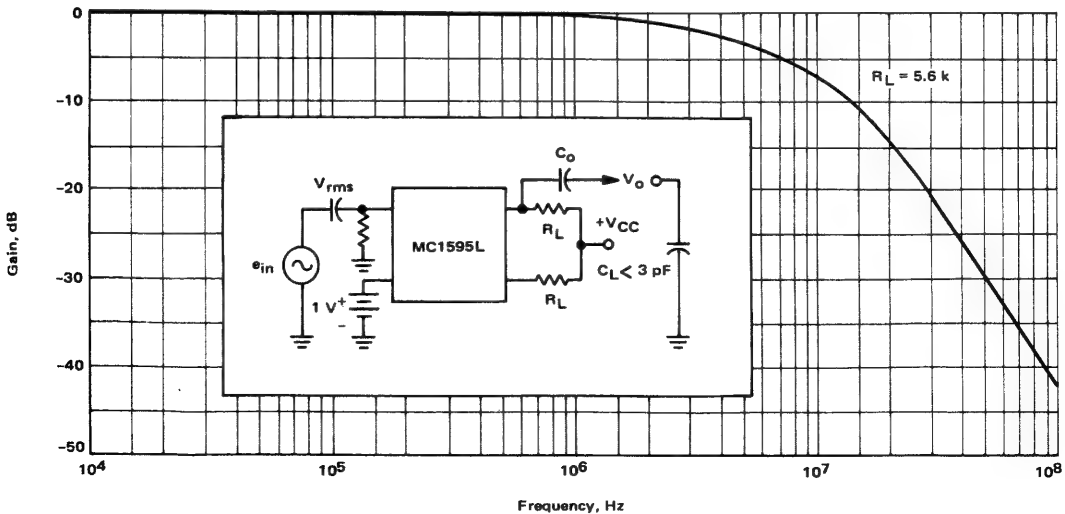 0
-10
-20
-30
-40
-50
Gain, dB
R_L = 5.6 k
C_o
V_o
V_rms
R_L
+V_CC
MC1595L
e_in
C_L < 3 pF
1 V
+
-
R_L
10^4
10^5
10^6
10^7
10^8
Frequency, Hz